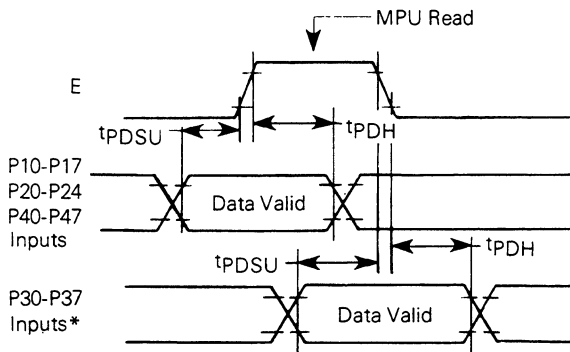 MPU Read
E
tPDSU
tPDH
P10-P17
P20-P24
P40-P47
Inputs
Data Valid
tPDSU
tPDH
P30-P37
Inputs*
Data Valid